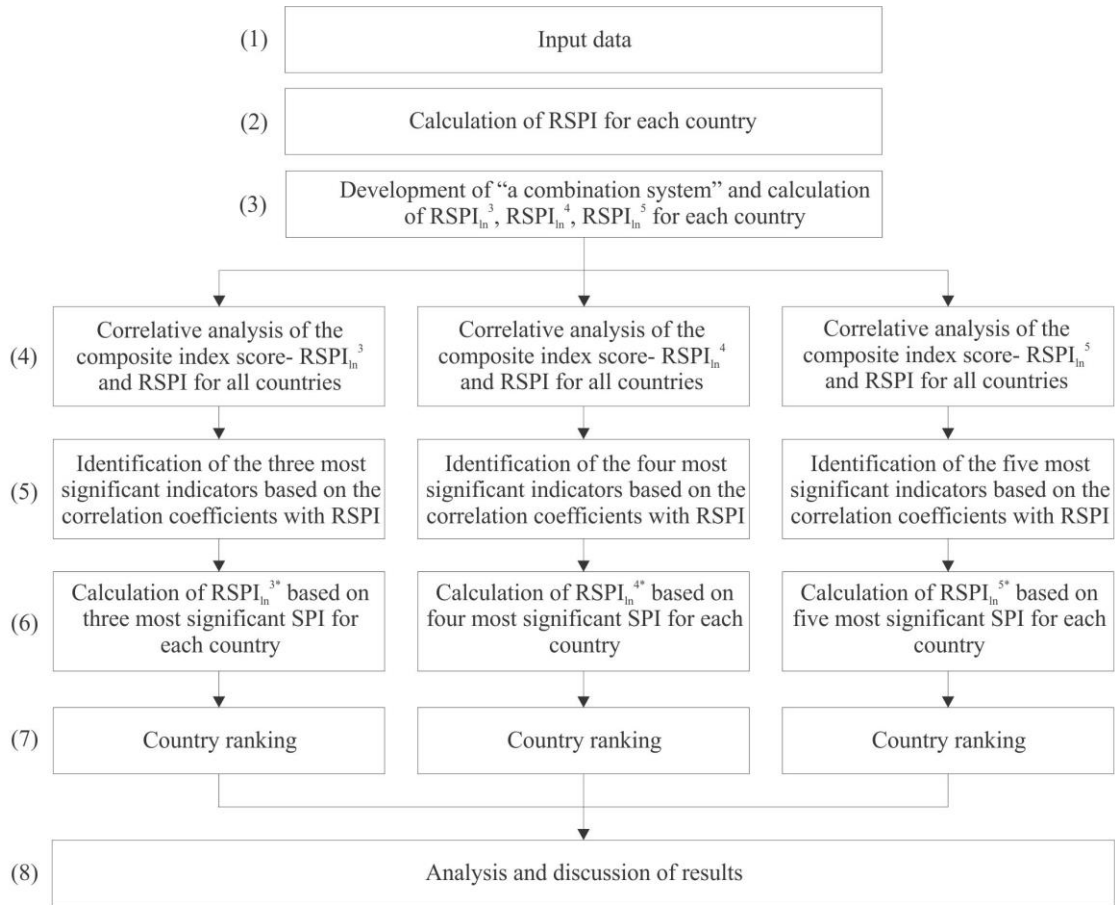 (1)
Input data
(2)
Calculation of RSPI for each country
(3)
Development of “a combination system” and calculation
of RSPIln3, RSPIln4, RSPIln5 for each country
(4)
Correlative analysis of the
composite index score- RSPIln3
and RSPI for all countries
Correlative analysis of the
composite index score- RSPIln4
and RSPI for all countries
Correlative analysis of the
composite index score- RSPIln5
and RSPI for all countries
(5)
Identification of the three most
significant indicators based on the
correlation coefficients with RSPI
Identification of the four most
significant indicators based on the
correlation coefficients with RSPI
Identification of the five most
significant indicators based on the
correlation coefficients with RSPI
(6)
Calculation of RSPIln3* based on
three most significant SPI for
each country
Calculation of RSPIln4* based on
four most significant SPI for each
country
Calculation of RSPIln5* based on
five most significant SPI for each
country
(7)
Country ranking
Country ranking
Country ranking
(8)
Analysis and discussion of results